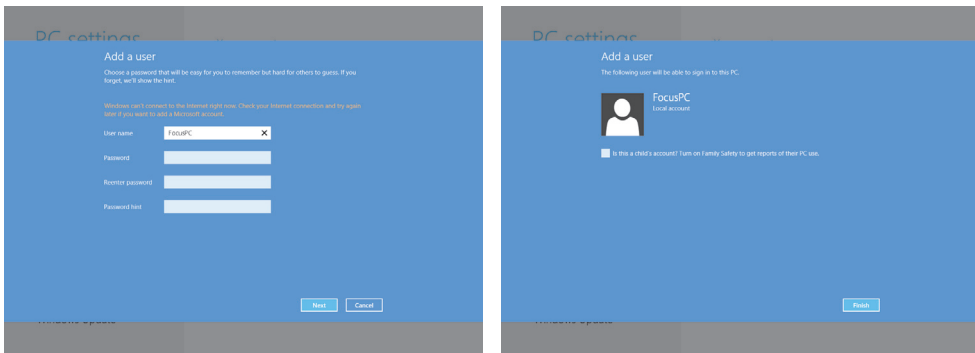 PC settings
Add a user
Choose a password that will be easy for you to remember but hard for others to guess. If you
forget, we'll show the hint.
Windows can't connect to the Internet right now. Check your Internet connection and try again
later if you want to add a Microsoft account.
User name
FocusPC
Password
Reenter password
Password hint
Next
Cancel
Windows Update
PC settings
Add a user
The following user will be able to sign in to this PC.
FocusPC
Local account
Is this a child's account? Turn on Family Safety to get reports of their PC use.
Finish
Windows Update